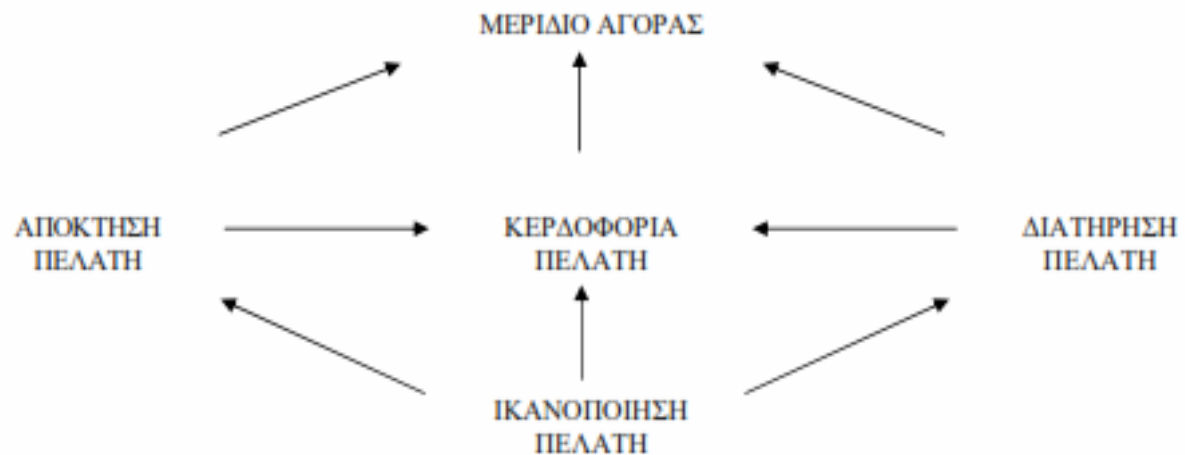 ΜΕΡΙΔΙΟ ΑΓΟΡΑΣ
ΑΠΟΚΤΗΣΗ
ΠΕΛΑΤΗ
ΚΕΡΔΟΦΟΡΙΑ
ΠΕΛΑΤΗ
ΔΙΑΤΗΡΗΣΗ
ΠΕΛΑΤΗ
ΙΚΑΝΟΠΟΙΗΣΗ
ΠΕΛΑΤΗ